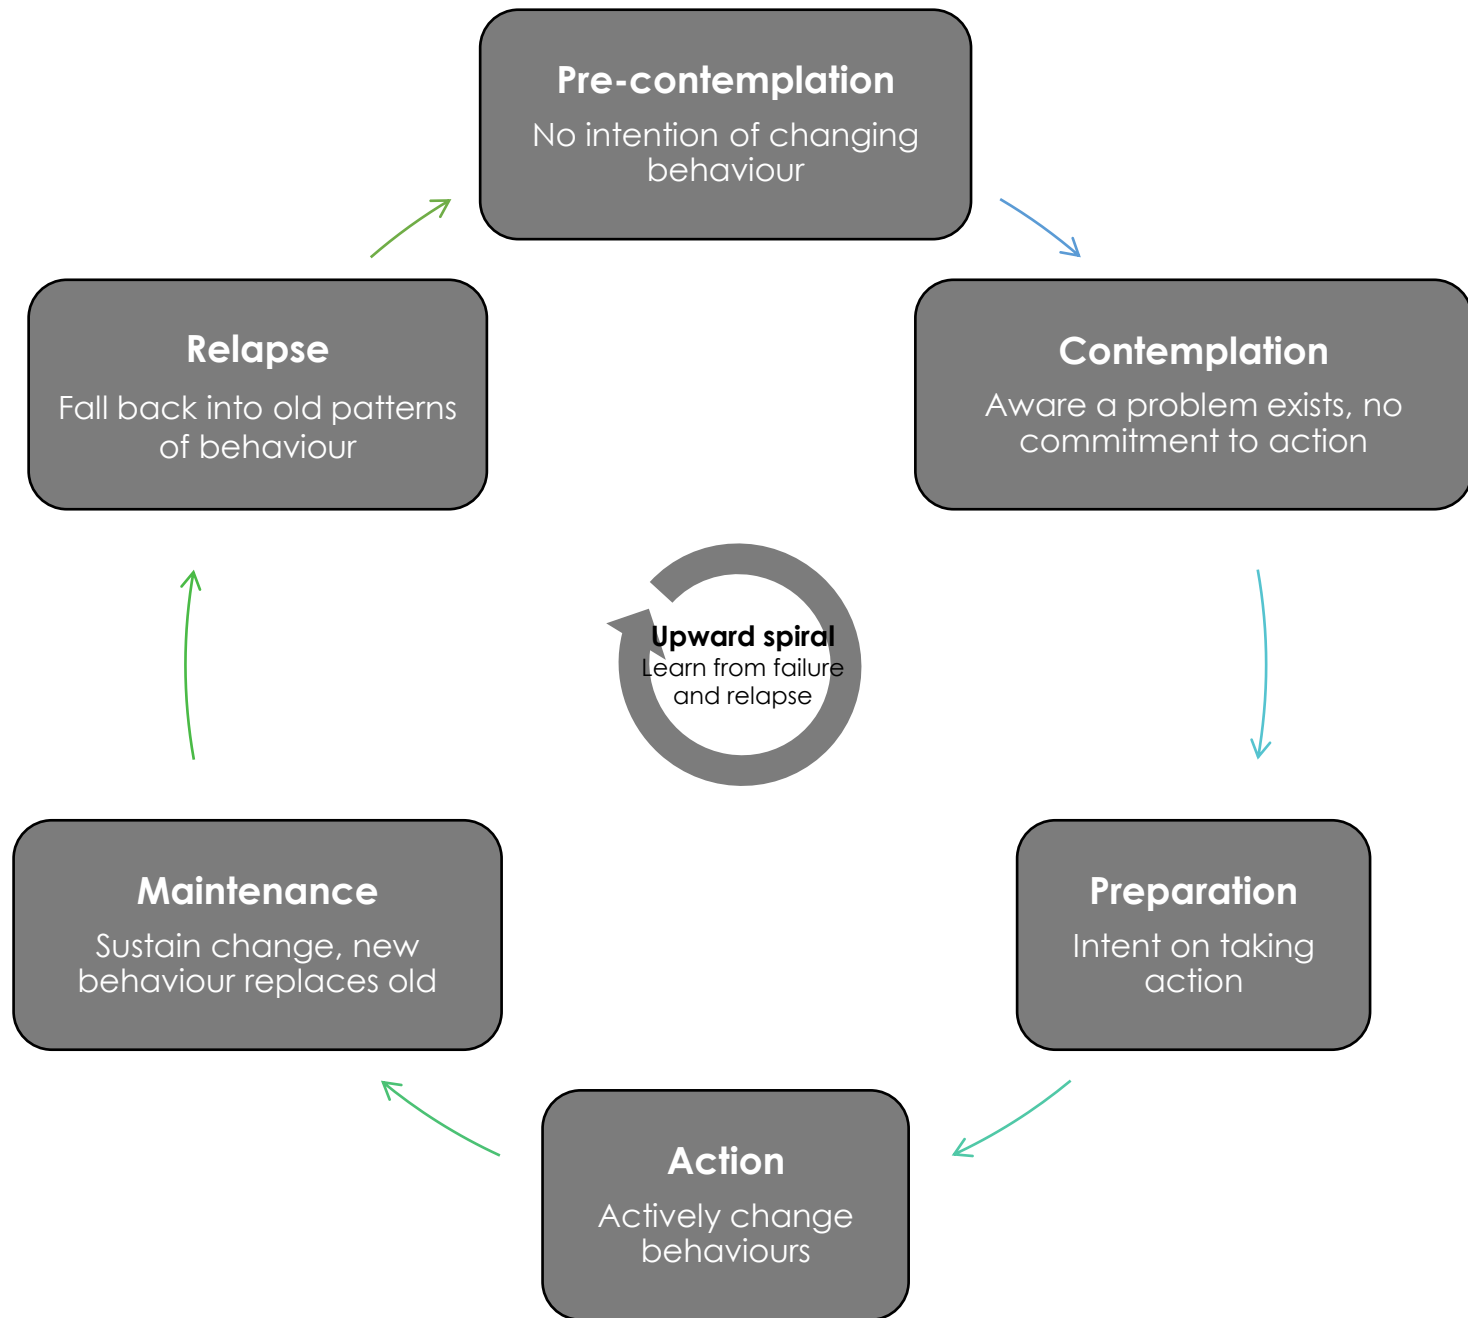 Pre-contemplation
No intention of changing
behaviour
Contemplation
Aware a problem exists, no
commitment to action
Preparation
Intent on taking
action
Action
Actively change
behaviours
Maintenance
Sustain change, new
behaviour replaces old
Relapse
Fall back into old patterns
of behaviour
Upward spiral
Learn from failure
and relapse